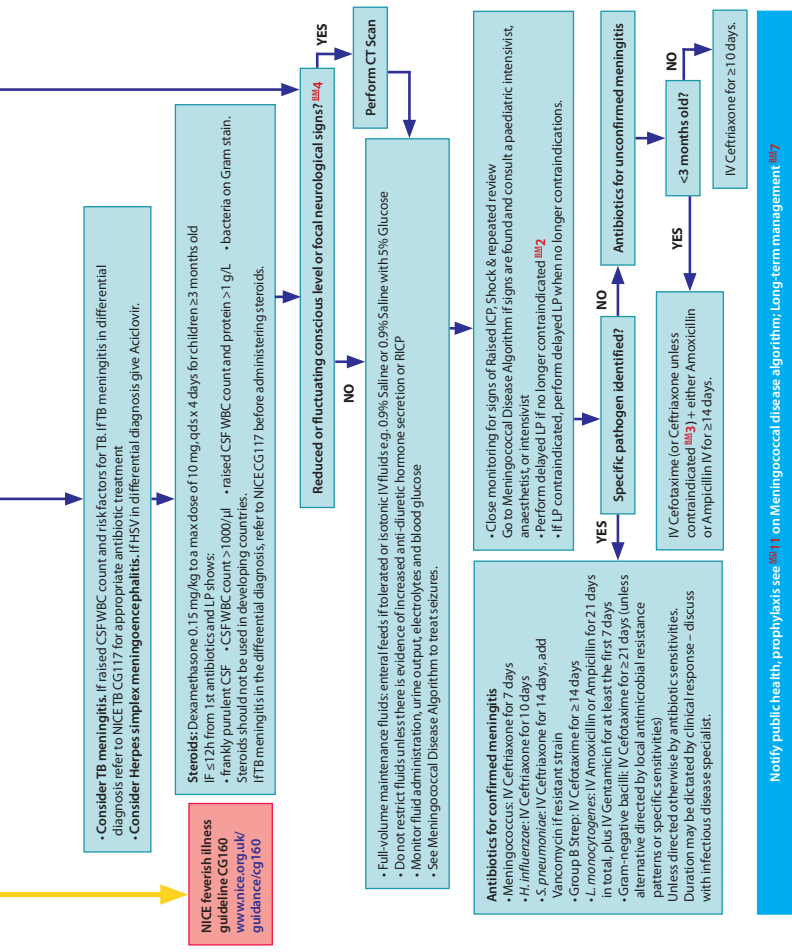 • Consider TB meningitis. If raised CSF WBC count and risk factors for TB. If TB meningitis in differential
diagnosis refer to NICE TB CG117 for appropriate antibiotic treatment
• Consider Herpes simplex meningoencephalitis. If HSV in differential diagnosis give Aciclovir.
NICE feverish illness
guideline CG160
www.nice.org.uk/
guidance/cg160
Steroids: Dexamethasone 0.15 mg/kg to a max dose of 10 mg, qds x 4 days for children ≥3 months old
IF ≤12h from 1st antibiotics and LP shows:
• frankly purulent CSF • CSF WBC count >1000/μl • raised CSF WBC count and protein >1 g/L • bacteria on Gram stain.
Steroids should not be used in developing countries.
If TB meningitis in the differential diagnosis, refer to NICE CG117 before administering steroids.
Reduced or fluctuating conscious level or focal neurological signs? BM4
YES
Perform CT Scan
NO
• Full-volume maintenance fluids: enteral feeds if tolerated or isotonic IV fluids e.g. 0.9% Saline or 0.9% Saline with 5% Glucose
• Do not restrict fluids unless there is evidence of increased anti-diuretic hormone secretion or RICP
• Monitor fluid administration, urine output, electrolytes and blood glucose
• See Meningococcal Disease Algorithm to treat seizures.
• Close monitoring for signs of Raised ICP, Shock & repeated review
Go to Meningococcal Disease Algorithm if signs are found and consult a paediatric intensivist,
anaesthetist, or intensivist
• Perform delayed LP if no longer contraindicated BM2
• If LP contraindicated, perform delayed LP when no longer contraindications.
Specific pathogen identified?
YES
NO
Antibiotics for confirmed meningitis
• Meningococcus: IV Ceftriaxone for 7 days
• H. influenzae: IV Ceftriaxone for 10 days
• S. pneumoniae: IV Ceftriaxone for 14 days, add
Vancomycin if resistant strain
• Group B Strep: IV Cefotaxime for ≥ 14 days
• L. monocytogenes: IV Amoxicillin or Ampicillin for 21 days
in total, plus IV Gentamicin for at least the first 7 days
• Gram-negative bacilli: IV Cefotaxime for ≥ 21 days (unless
alternative directed by local antimicrobial resistance
patterns or specific sensitivities)
Unless directed otherwise by antibiotic sensitivities.
Duration may be dictated by clinical response – discuss
with infectious disease specialist.
Antibiotics for unconfirmed meningitis
<3 months old?
YES
NO
IV Cefotaxime (or Ceftriaxone unless
contraindicated BM3) + either Amoxicillin
or Ampicillin IV for ≥14 days.
IV Ceftriaxone for ≥10 days.
Notify public health, prophylaxis see MD11 on Meningococcal disease algorithm; Long-term management BM7